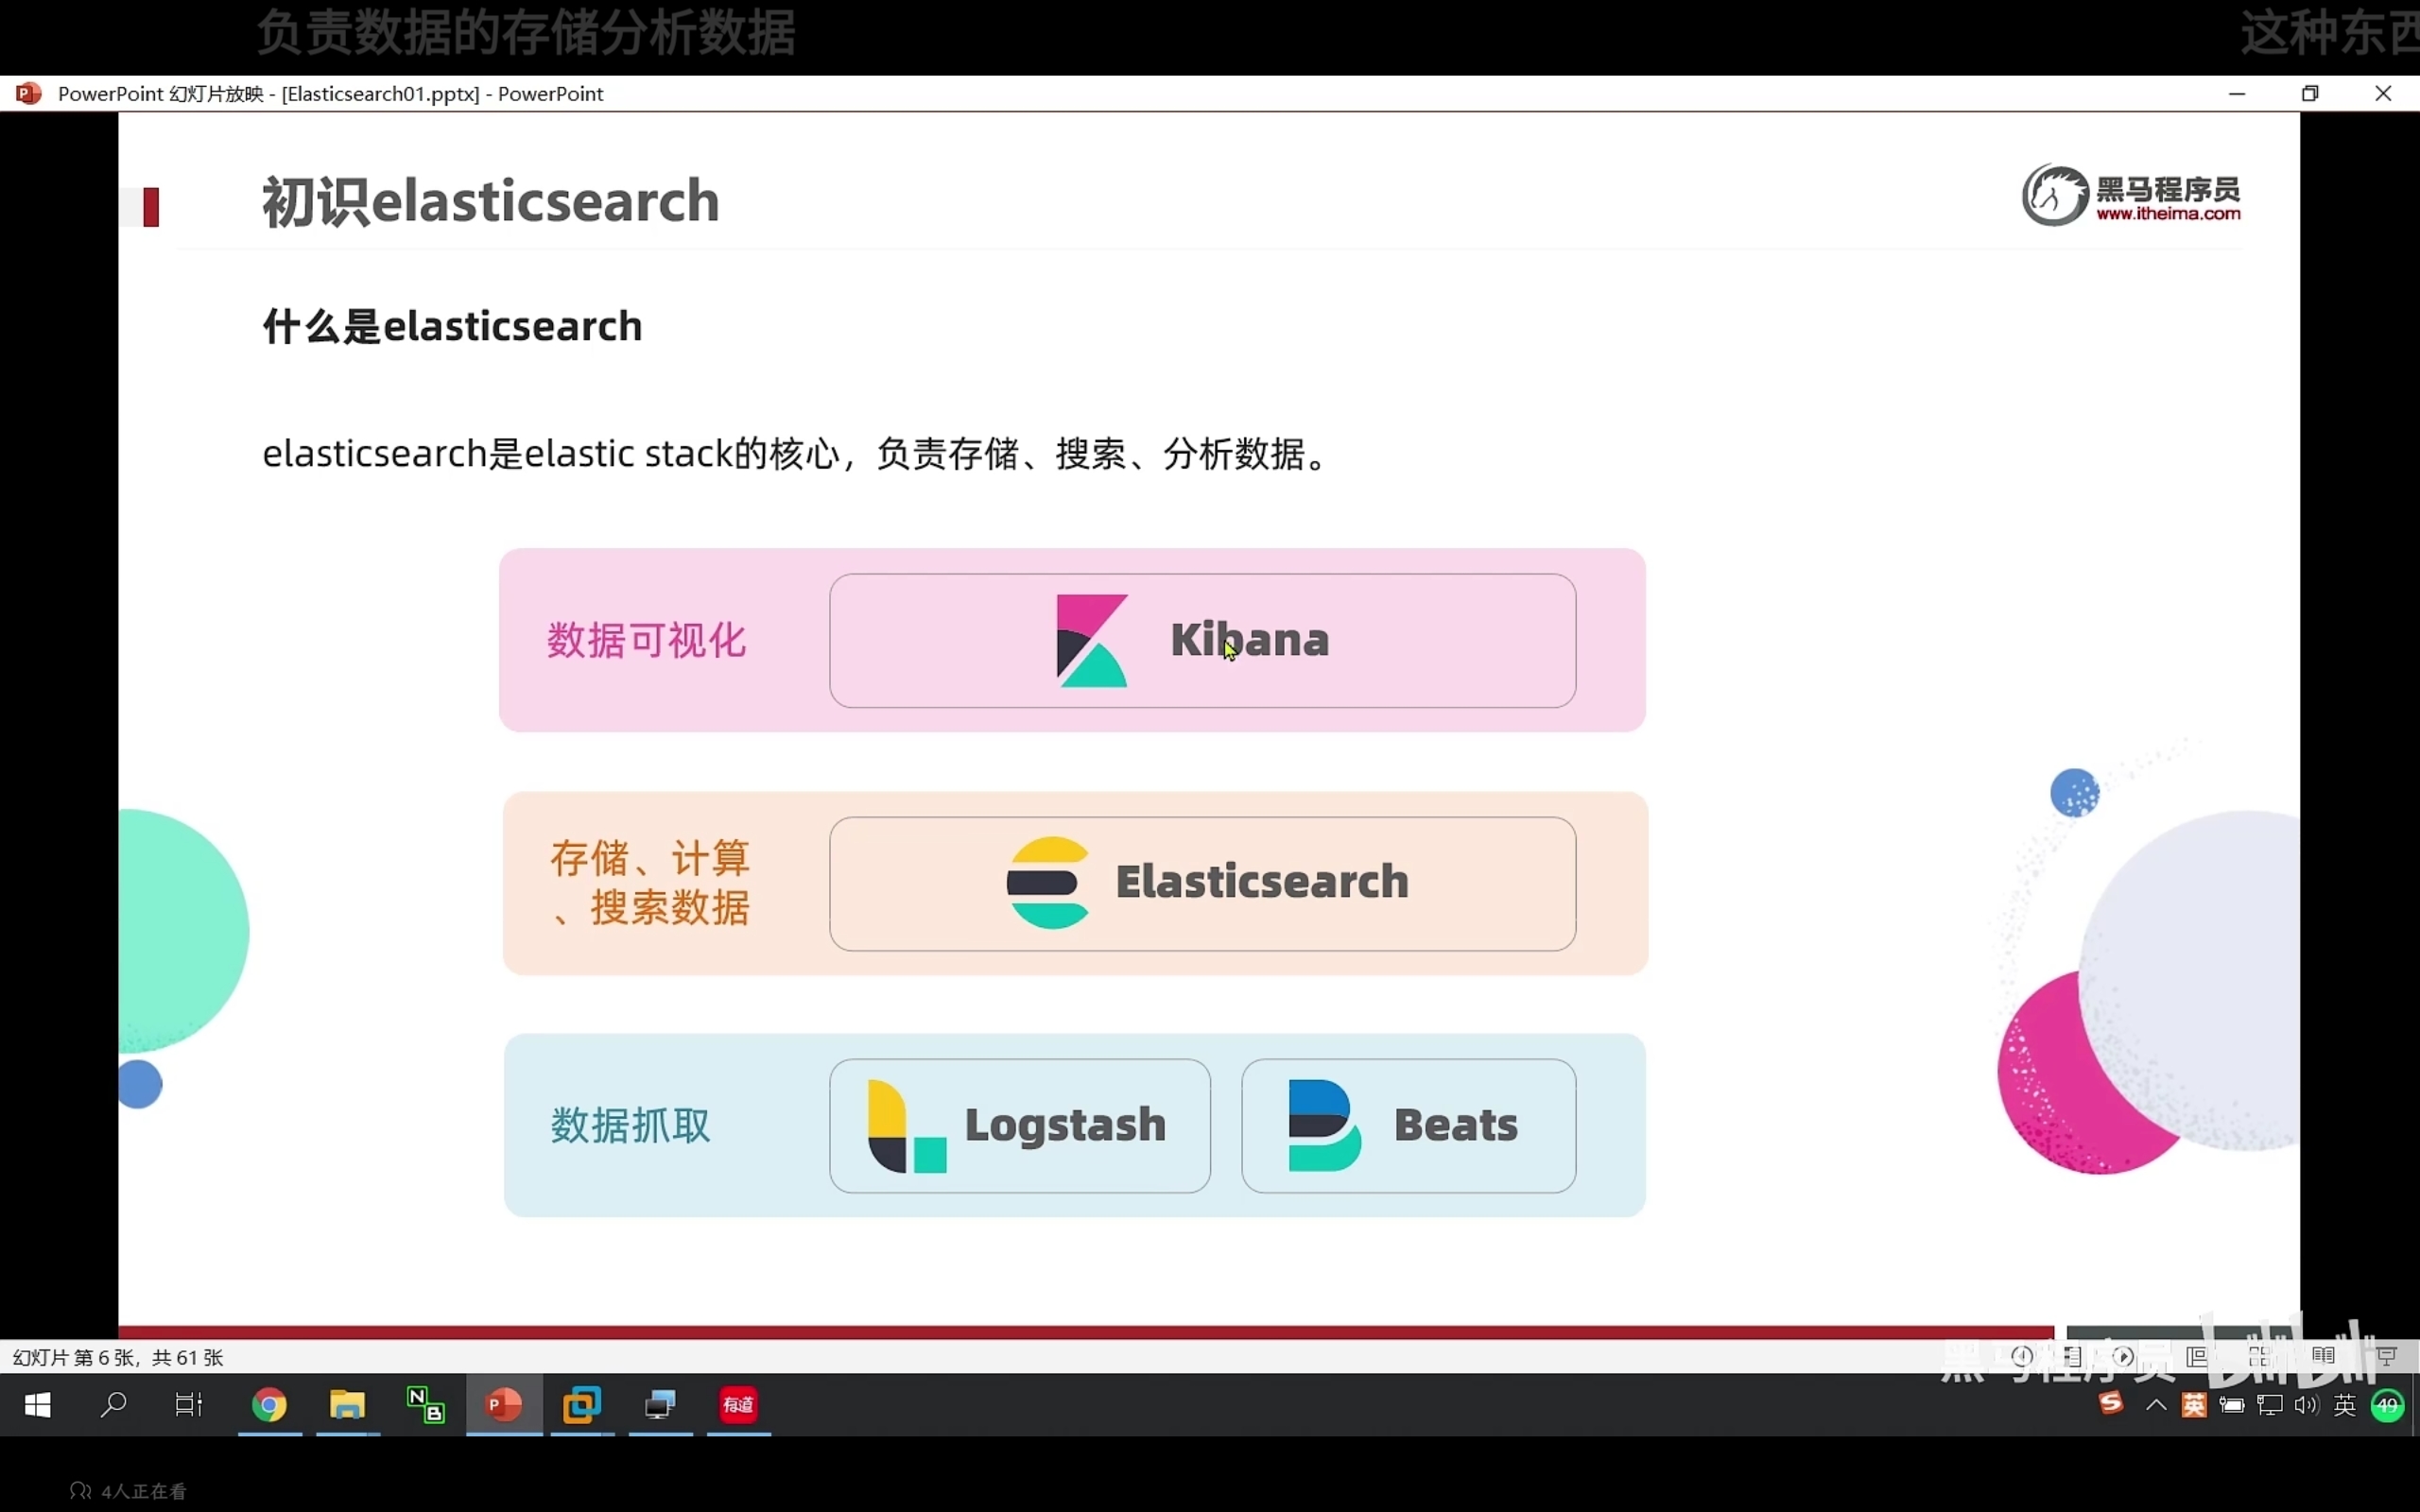 负责数据的存储分析数据
这种东西
PowerPoint 幻灯片放映 - [Elasticsearch01.pptx] - PowerPoint
初识elasticsearch
黑马程序员
www.itheima.com
什么是elasticsearch
elasticsearch是elastic stack的核心，负责存储、搜索、分析数据。
数据可视化
Kibana
存储、计算
、搜索数据
Elasticsearch
数据抓取
Logstash
Beats
黑马程序员 bilibili
幻灯片 第 6 张，共 61 张
有道
英
英
49
4人正在看